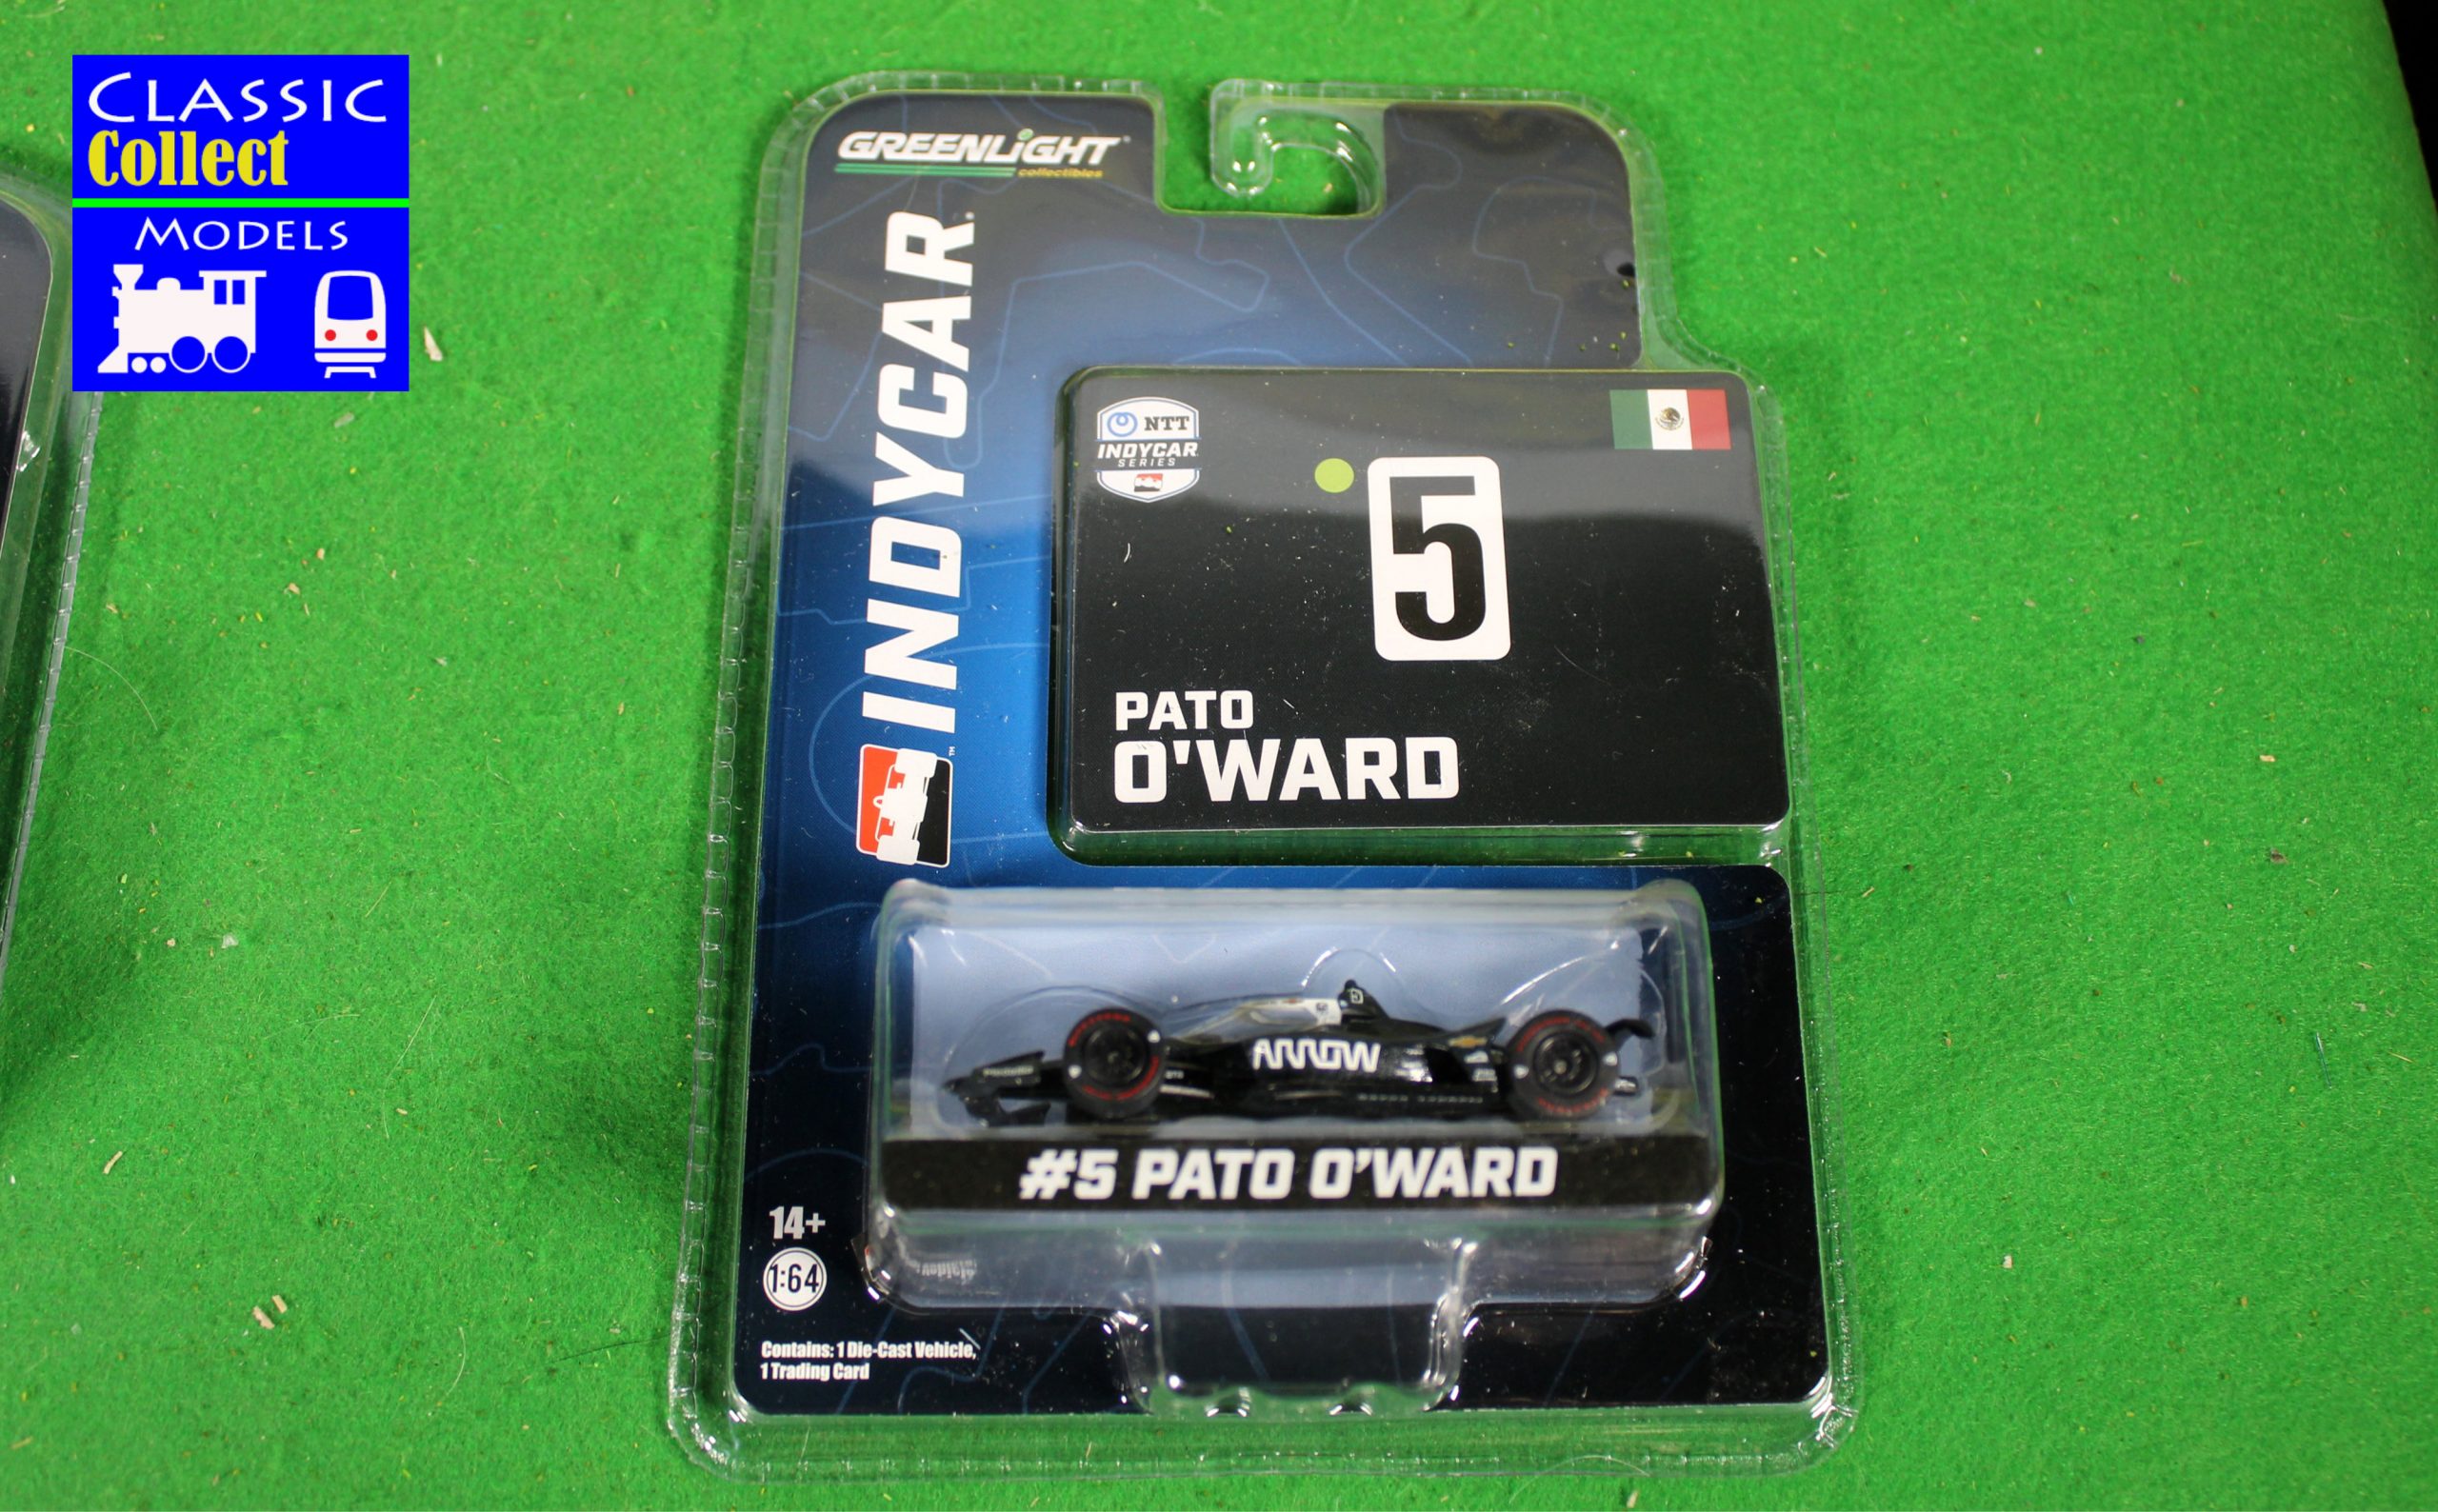 CLASSIC
Collect
MODELS
GREENLiGHT
collectibles
INDYCAR
NTT
INDYCAR
SERIES
5
PATO
O'WARD
ARROW
#5 PATO O'WARD
14+
1:64
Contains: 1 Die-Cast Vehicle,
1 Trading Card